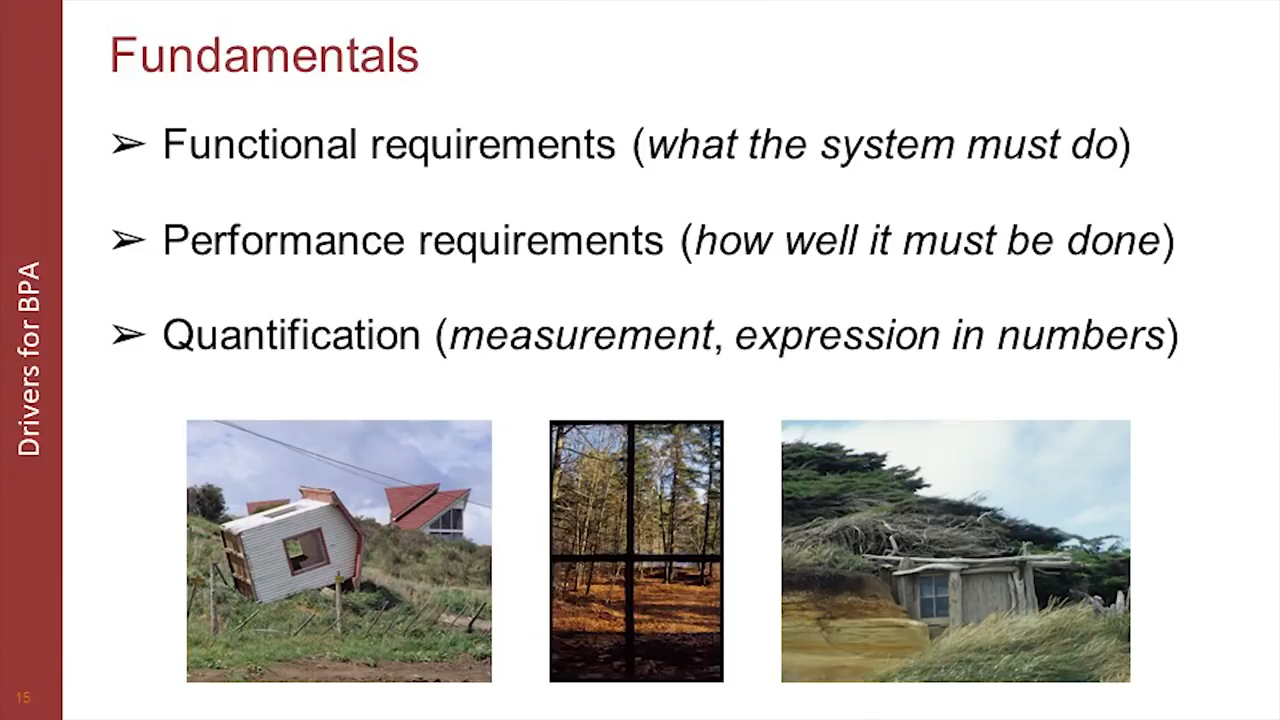 Fundamentals
➢ Functional requirements (what the system must do)
➢ Performance requirements (how well it must be done)
➢ Quantification (measurement, expression in numbers)
Drivers for BPA
15